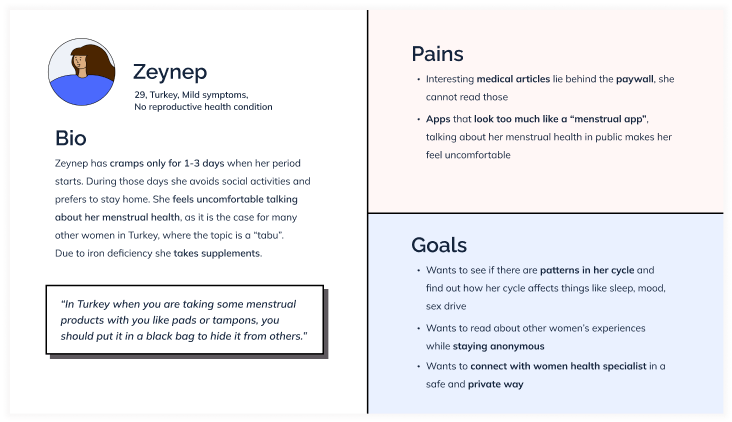 Zeynep
29, Turkey, Mild symptoms,
No reproductive health condition
Bio
Zeynep has cramps only for 1-3 days when her period
starts. During those days she avoids social activities and
prefers to stay home. She feels uncomfortable talking
about her menstrual health, as it is the case for many
other women in Turkey, where the topic is a “tabu”.
Due to iron deficiency she takes supplements.
“In Turkey when you are taking some menstrual
products with you like pads or tampons, you
should put it in a black bag to hide it from others.”
Pains
• Interesting medical articles lie behind the paywall, she
cannot read those
• Apps that look too much like a “menstrual app”,
talking about her menstrual health in public makes her
feel uncomfortable
Goals
• Wants to see if there are patterns in her cycle and
find out how her cycle affects things like sleep, mood,
sex drive
• Wants to read about other women’s experiences
while staying anonymous
• Wants to connect with women health specialist in a
safe and private way